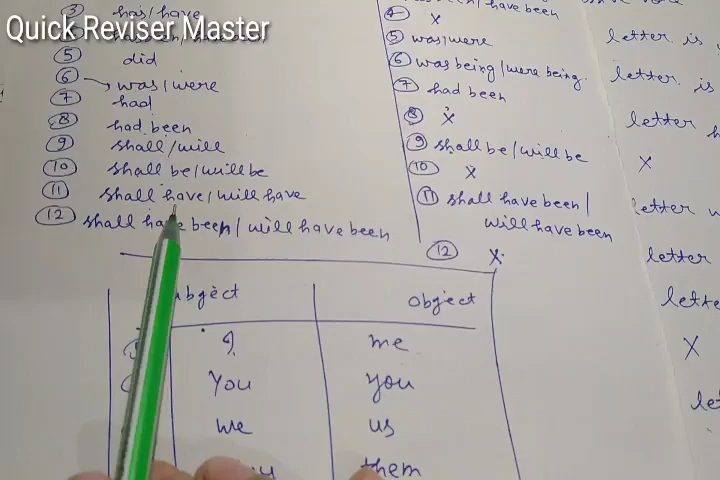 ③ has/have
Quick Reviser Master
⑤ did
⑥ → was/were
⑦ had
⑧ had been
⑨ shall/will
⑩ shall be/will be
⑪ shall have/will have
⑫ shall have been/will have been
/have been
④ X
⑤ was/were
⑥ was being/were being
⑦ had been
⑧ X
⑨ shall be/will be
⑩ X
⑪ shall have been/
will have been
⑫ X
letter is
letter is
letter
X
letter
letter
lette
X
le
Subject Object
I me
You you
we us
them